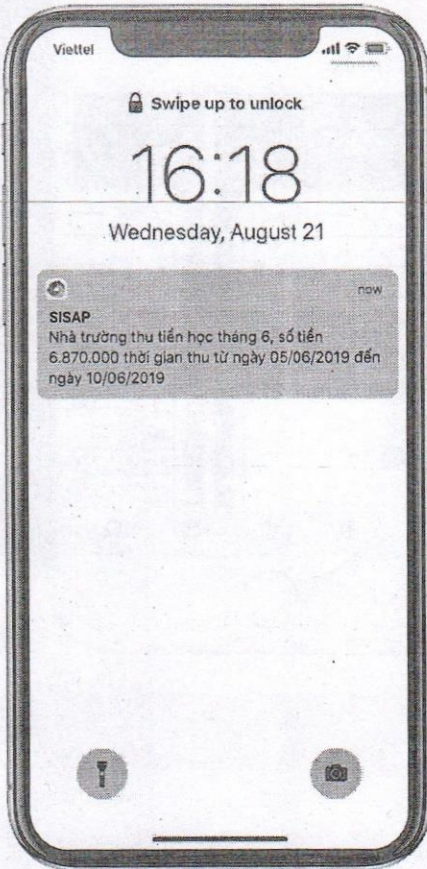 Viettel
Swipe up to unlock
16:18
Wednesday, August 21
now
SISAP
Nhà trường thu tiền học tháng 6, số tiền
6.870.000 thời gian thu từ ngày 05/06/2019 đến
ngày 10/06/2019